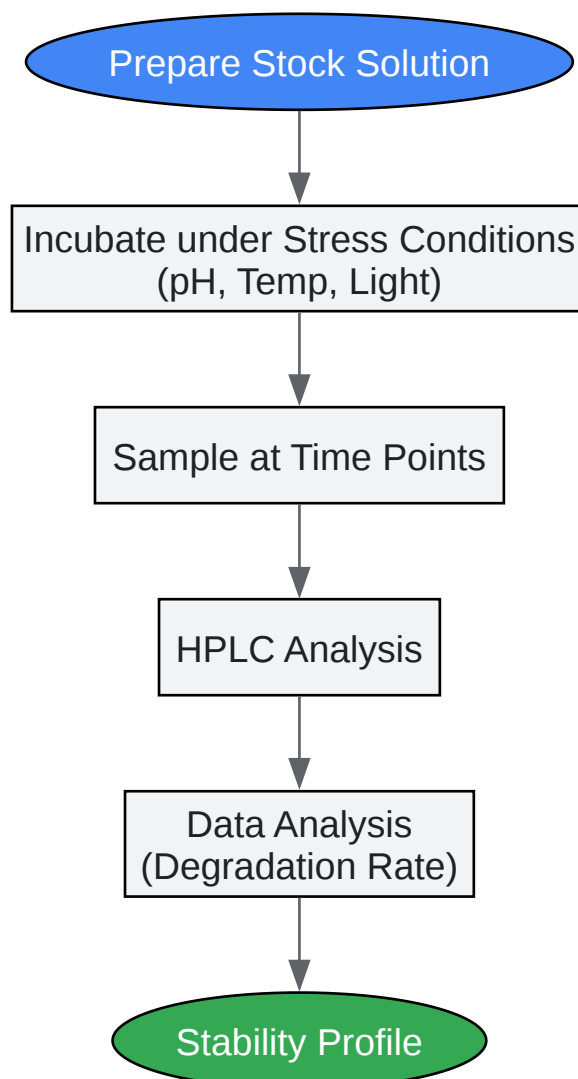 Prepare Stock Solution
Incubate under Stress Conditions
(pH, Temp, Light)
Sample at Time Points
HPLC Analysis
Data Analysis
(Degradation Rate)
Stability Profile